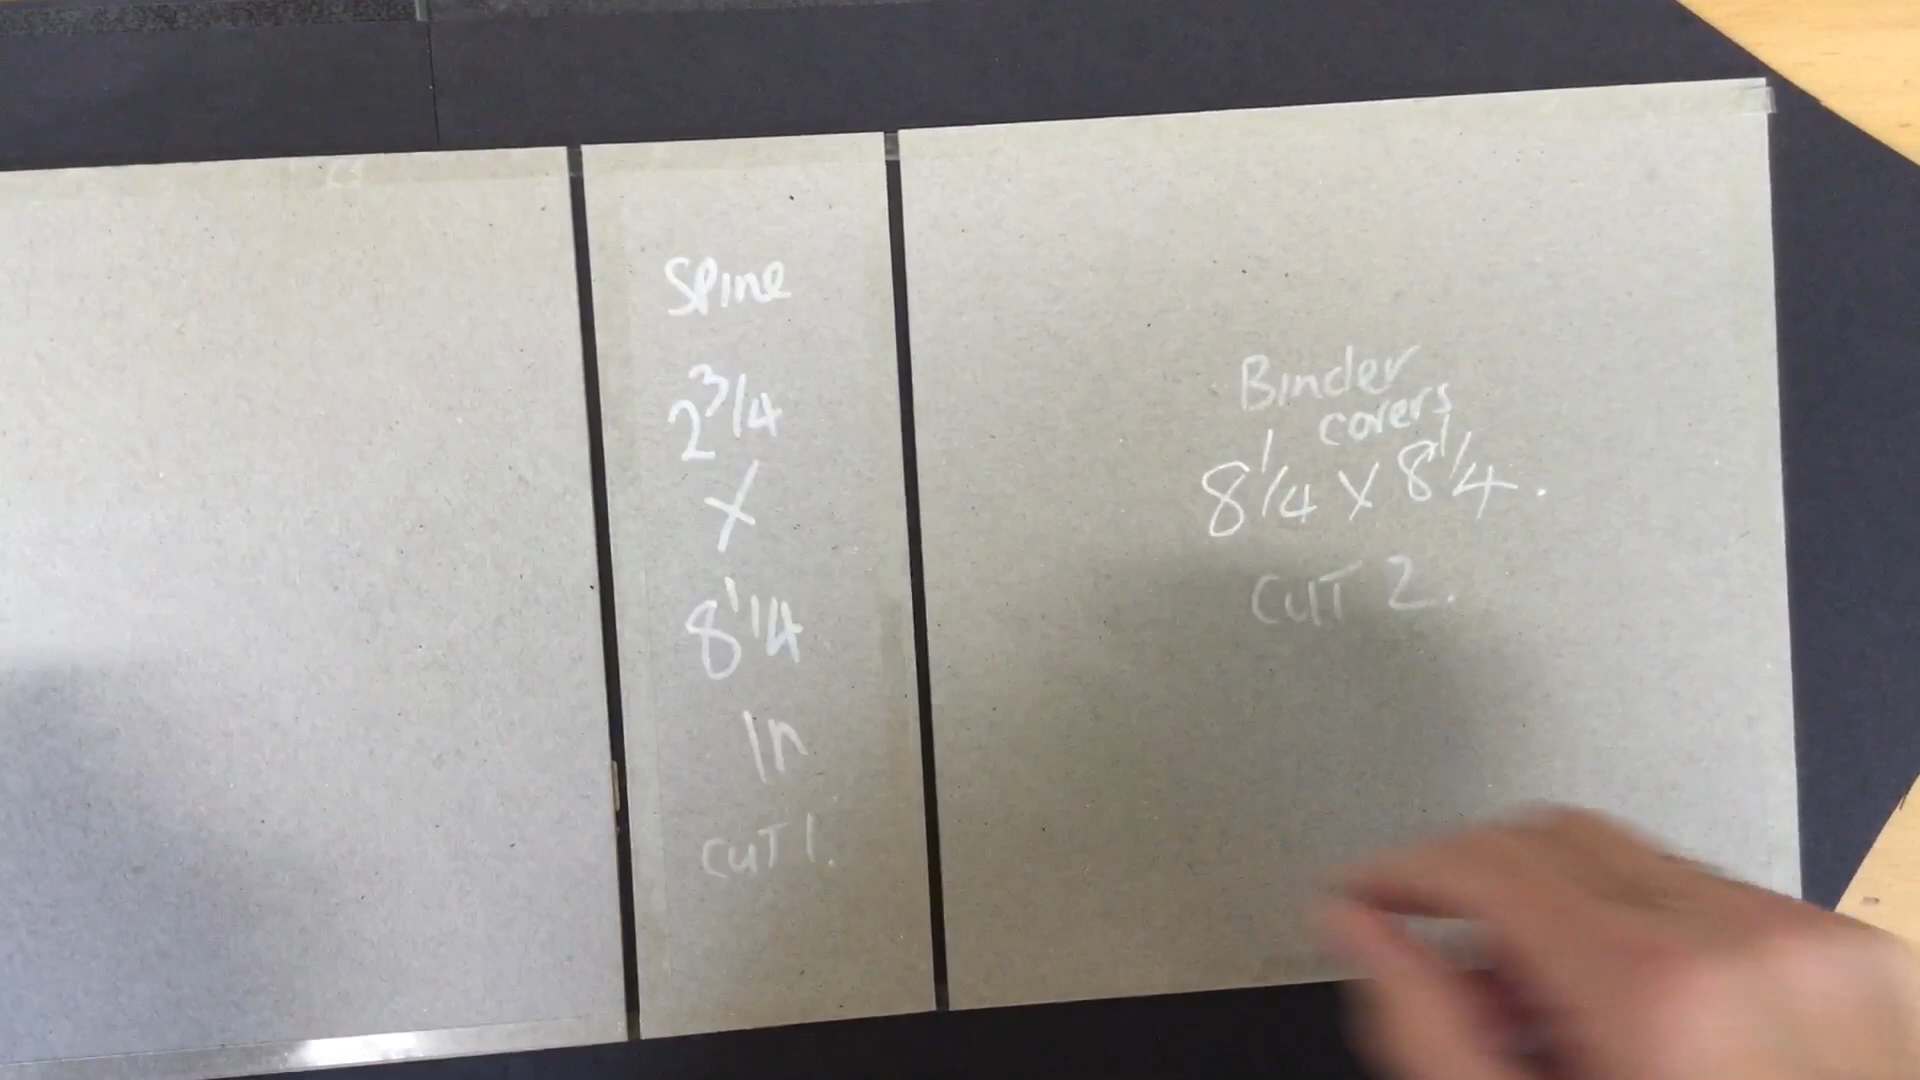 Spine
2 3/4
X
8 1/4
In
CUT 1.
Binder
covers
8 1/4 X 8 1/4.
CUT 2.